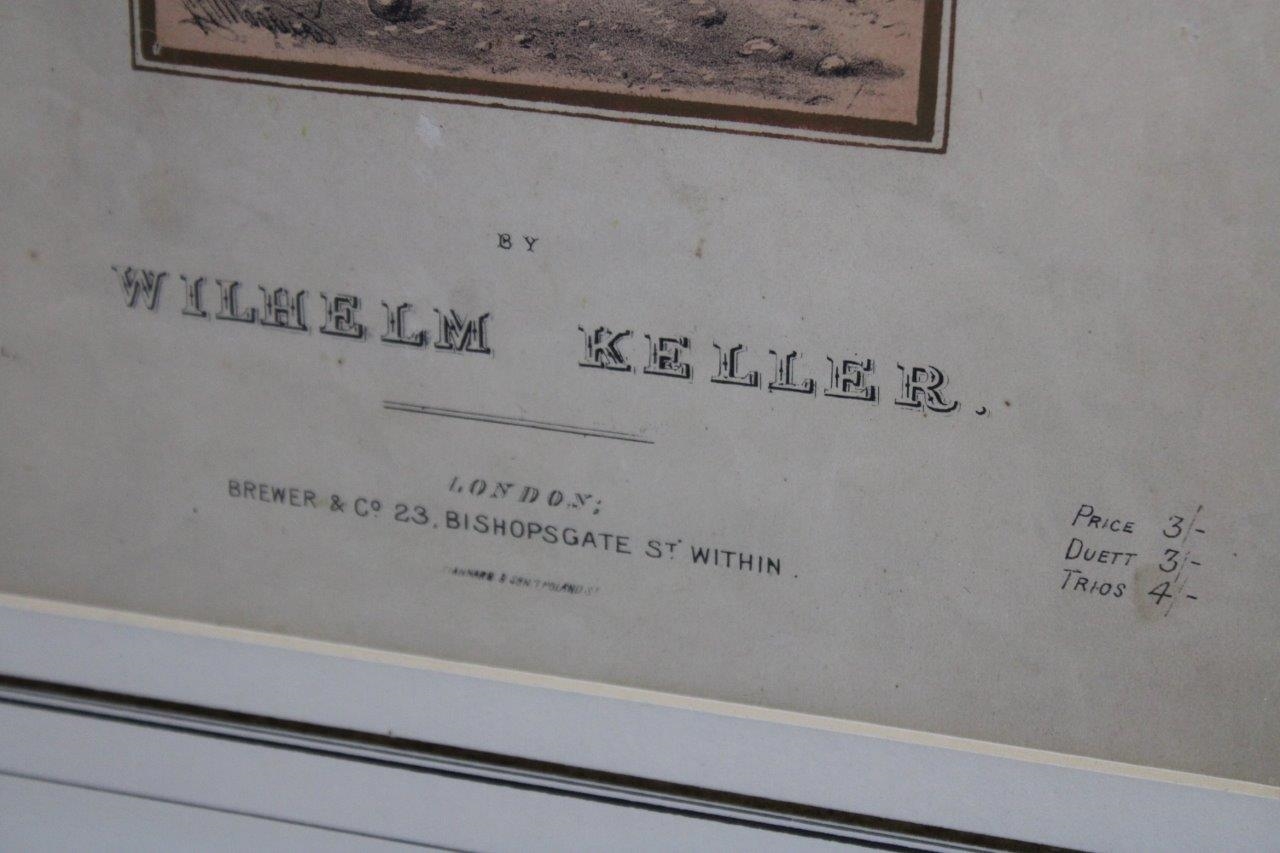 BY
WILHELM KELLER.
LONDON;
BREWER & Co 23, BISHOPSGATE ST WITHIN.
PRICE 3/-
DUETT 3/-
TRIOS 4/-